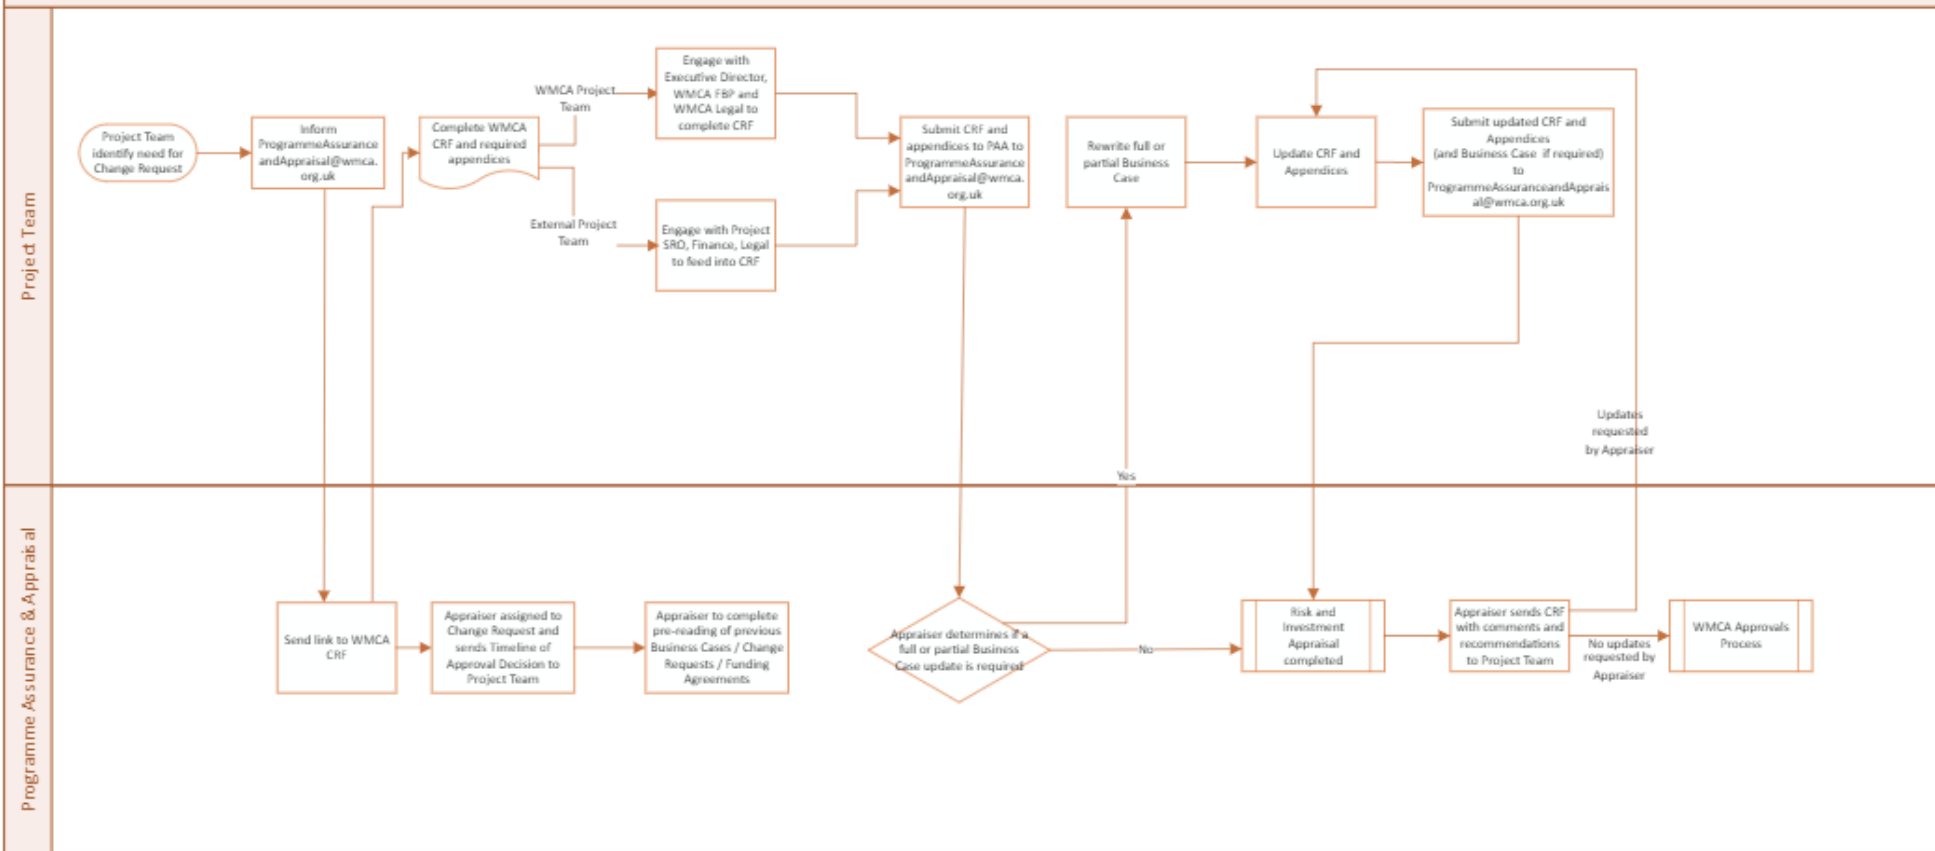 Project Team
Project Team
identify need for
Change Request
Inform
ProgrammeAssurance
andAppraisal@wmca.
org.uk
Complete WMCA
CRF and required
appendices
WMCA Project
Team
External Project
Team
Engage with
Executive Director,
WMCA FBP and
WMCA Legal to
complete CRF
Engage with Project
SRO, Finance, Legal
to feed into CRF
Submit CRF and
appendices to PAA to
ProgrammeAssurance
andAppraisal@wmca.
org.uk
Rewrite full or
partial Business
Case
Update CRF and
Appendices
Submit updated CRF and
Appendices
(and Business Case if required)
to
ProgrammeAssuranceandApprais
al@wmca.org.uk
Updates
requested
by Appraiser
Yes
Programme Assurance & Appraisal
Send link to WMCA
CRF
Appraiser assigned to
Change Request and
sends Timeline of
Approval Decision to
Project Team
Appraiser to complete
pre-reading of previous
Business Cases / Change
Requests / Funding
Agreements
Appraiser determines if a
full or partial Business
Case update is required
No
Risk and
Investment
Appraisal
completed
Appraiser sends CRF
with comments and
recommendations
to Project Team
No updates
requested by
Appraiser
WMCA Approvals
Process